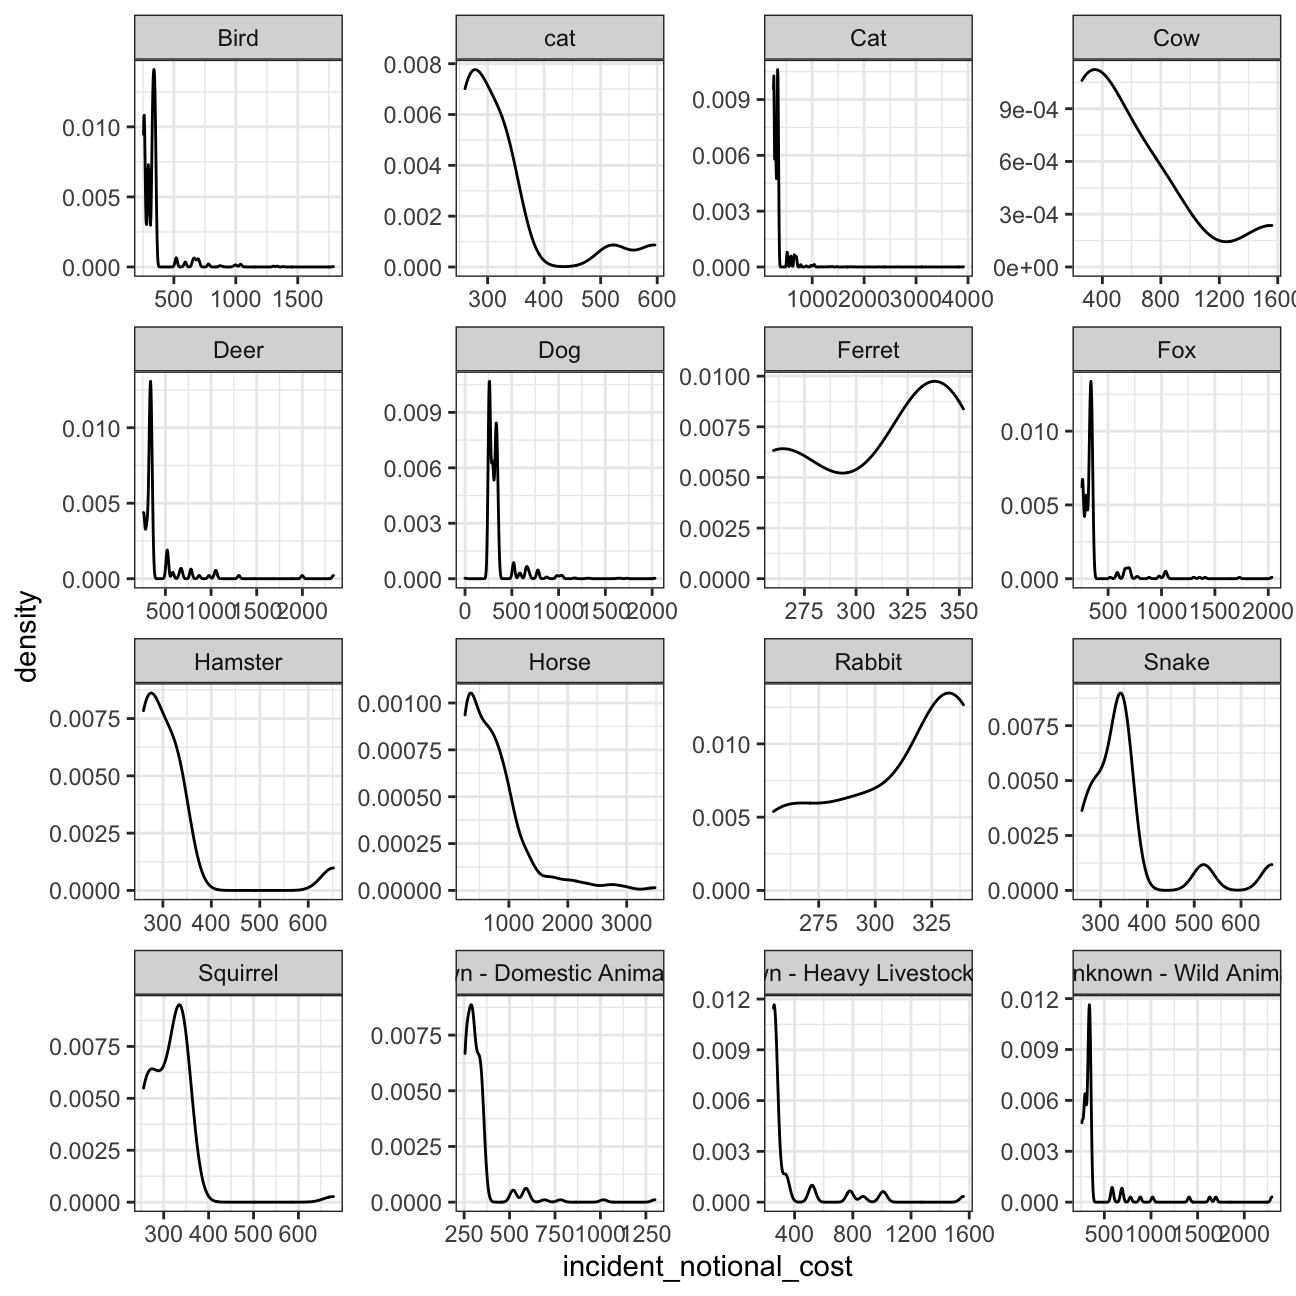 Bird cat Cat Cow
0.010
0.005
0.000
500 1000 1500
0.008
0.006
0.004
0.002
0.000
300 400 500 600
0.009
0.006
0.003
0.000
1000 2000 3000 4000
9e-04
6e-04
3e-04
0e+00
400 800 1200 1600
Deer Dog Ferret Fox
0.010
0.005
0.000
500 1000 1500 2000
0.009
0.006
0.003
0.000
0 500 1000 1500 2000
0.0100
0.0075
0.0050
0.0025
0.0000
275 300 325 350
0.010
0.005
0.000
500 1000 1500 2000
density
Hamster Horse Rabbit Snake
0.0075
0.0050
0.0025
0.0000
300 400 500 600
0.00100
0.00075
0.00050
0.00025
0.00000
1000 2000 3000
0.010
0.005
0.000
275 300 325
0.0075
0.0050
0.0025
0.0000
300 400 500 600
Squirrel vn - Domestic Anima vn - Heavy Livestock nknown - Wild Anim
0.0075
0.0050
0.0025
0.0000
300 400 500 600
0.0075
0.0050
0.0025
0.0000
250 500 750 1000 1250
0.012
0.009
0.006
0.003
0.000
400 800 1200 1600
0.012
0.009
0.006
0.003
0.000
500 1000 1500 2000
incident_notional_cost